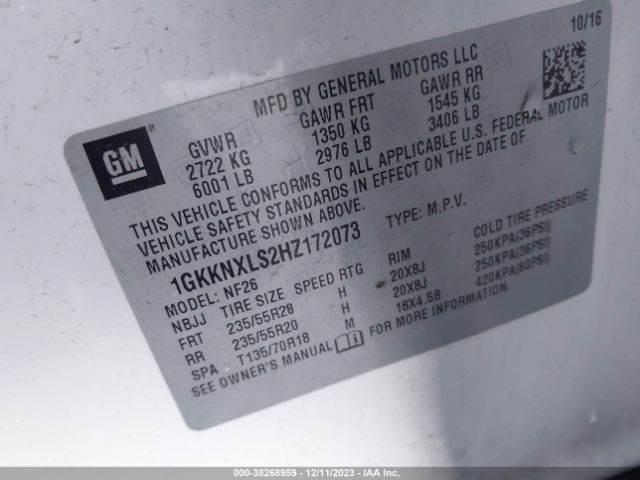 10/16
MFD BY GENERAL MOTORS LLC
GM
GVWR GAWR FRT GAWR RR
2722 KG 1350 KG 1545 KG
6001 LB 2976 LB 3406 LB
THIS VEHICLE CONFORMS TO ALL APPLICABLE U.S. FEDERAL MOTOR
VEHICLE SAFETY STANDARDS IN EFFECT ON THE DATE OF
MANUFACTURE SHOWN ABOVE.
1GKKNXLS2HZ172073 TYPE: M.P.V.
MODEL: NF26
NBJJ TIRE SIZE SPEED RTG RIM COLD TIRE PRESSURE
FRT 235/55R20 H 20X8J 250KPA(36PSI)
RR 235/55R20 H 20X8J 250KPA(36PSI)
SPA T135/70R18 M 18X4.5B 420KPA(60PSI)
SEE OWNER'S MANUAL FOR MORE INFORMATION.
000-38268959 - 12/11/2023 - IAA Inc.